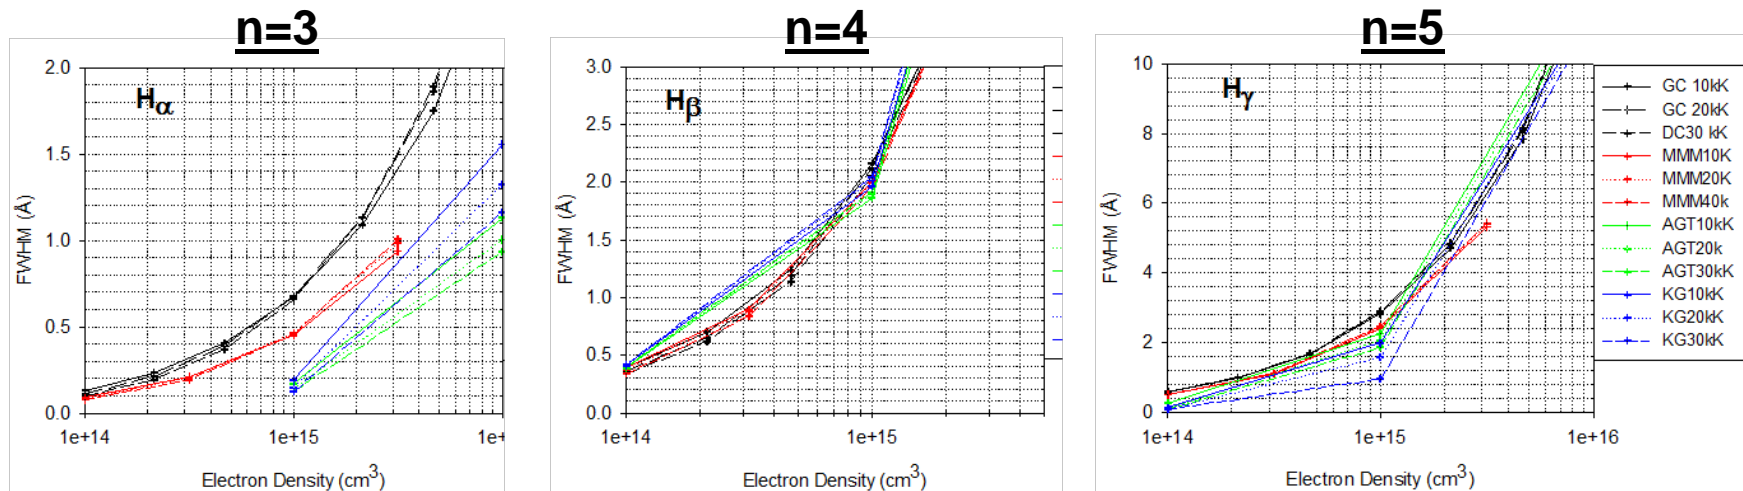 n=3
n=4
n=5
2.0
1.5
1.0
0.5
0.0
FWHM (Å)
Hα
1e+14
1e+15
1e+
Electron Density (cm³)
3.0
2.5
2.0
1.5
1.0
0.5
0.0
FWHM (Å)
Hβ
1e+14
1e+15
Electron Density (cm³)
10
8
6
4
2
0
FWHM (Å)
Hγ
1e+14
1e+15
1e+16
Electron Density (cm³)
GC 10kK
GC 20kK
DC30 kK
MMM10K
MMM20K
MMM40k
AGT10kK
AGT20k
AGT30kK
KG10kK
KG20kK
KG30kK